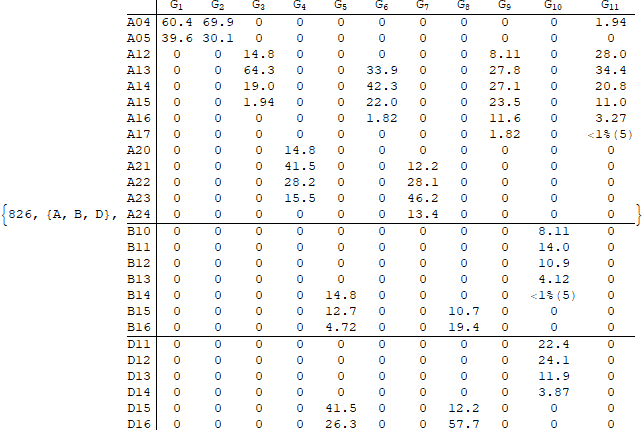 G1 G2 G3 G4 G5 G6 G7 G8 G9 G10 G11
A04 60.4 69.9 0 0 0 0 0 0 0 0 1.94
A05 39.6 30.1 0 0 0 0 0 0 0 0 0
A12 0 0 14.8 0 0 0 0 0 8.11 0 28.0
A13 0 0 64.3 0 0 33.9 0 0 27.8 0 34.4
A14 0 0 19.0 0 0 42.3 0 0 27.1 0 20.8
A15 0 0 1.94 0 0 22.0 0 0 23.5 0 11.0
A16 0 0 0 0 0 1.82 0 0 11.6 0 3.27
A17 0 0 0 0 0 0 0 0 1.82 0 <1%(5)
A20 0 0 0 14.8 0 0 0 0 0 0 0
A21 0 0 0 41.5 0 0 12.2 0 0 0 0
A22 0 0 0 28.2 0 0 28.1 0 0 0 0
A23 0 0 0 15.5 0 0 46.2 0 0 0 0
{826, {A, B, D}, A24 0 0 0 0 0 0 13.4 0 0 0 0 }
B10 0 0 0 0 0 0 0 0 0 8.11 0
B11 0 0 0 0 0 0 0 0 0 14.0 0
B12 0 0 0 0 0 0 0 0 0 10.9 0
B13 0 0 0 0 0 0 0 0 0 4.12 0
B14 0 0 0 0 14.8 0 0 0 0 <1%(5) 0
B15 0 0 0 0 12.7 0 0 10.7 0 0 0
B16 0 0 0 0 4.72 0 0 19.4 0 0 0
D11 0 0 0 0 0 0 0 0 0 22.4 0
D12 0 0 0 0 0 0 0 0 0 24.1 0
D13 0 0 0 0 0 0 0 0 0 11.9 0
D14 0 0 0 0 0 0 0 0 0 3.87 0
D15 0 0 0 0 41.5 0 0 12.2 0 0 0
D16 0 0 0 0 26.3 0 0 57.7 0 0 0